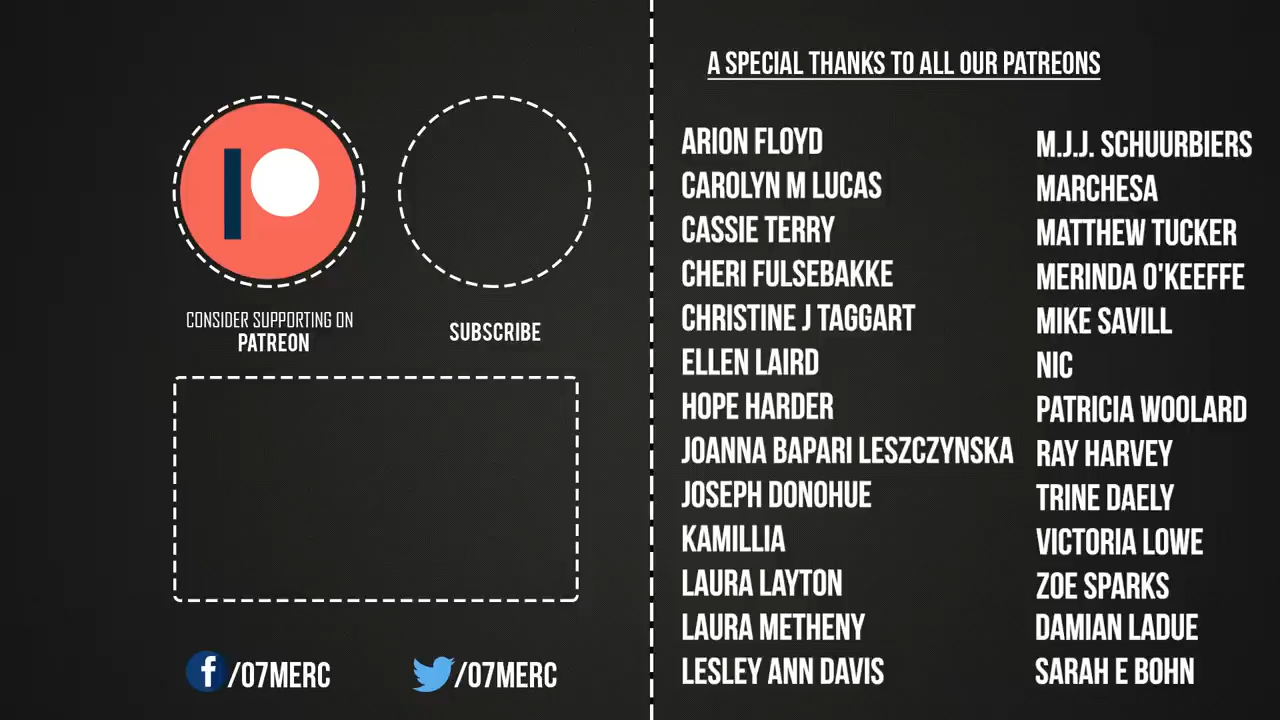 CONSIDER SUPPORTING ON
PATREON
SUBSCRIBE
/07MERC
/07MERC
A SPECIAL THANKS TO ALL OUR PATREONS
ARION FLOYD
CAROLYN M LUCAS
CASSIE TERRY
CHERI FULSEBAKKE
CHRISTINE J TAGGART
ELLEN LAIRD
HOPE HARDER
JOANNA BAPARI LESZCZYNSKA
JOSEPH DONOHUE
KAMILLIA
LAURA LAYTON
LAURA METHENY
LESLEY ANN DAVIS
M.J.J. SCHUURBIERS
MARCHESA
MATTHEW TUCKER
MERINDA O'KEEFFE
MIKE SAVILL
NIC
PATRICIA WOOLARD
RAY HARVEY
TRINE DAELY
VICTORIA LOWE
ZOE SPARKS
DAMIAN LADUE
SARAH E BOHN